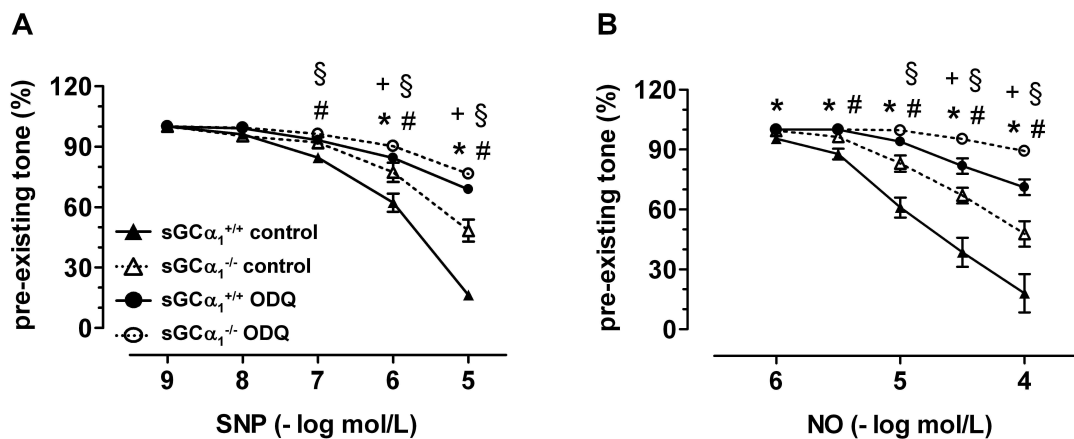 A
pre-existing tone (%)
120
90
60
30
0
§
#
+ §
* #
+ §
* #
sGCα₁⁺/⁺ control
sGCα₁⁻/⁻ control
sGCα₁⁺/⁺ ODQ
sGCα₁⁻/⁻ ODQ
9 8 7 6 5
SNP (- log mol/L)
B
pre-existing tone (%)
120
90
60
30
0
*
* #
§
* #
+ §
* #
+ §
* #
6 5 4
NO (- log mol/L)